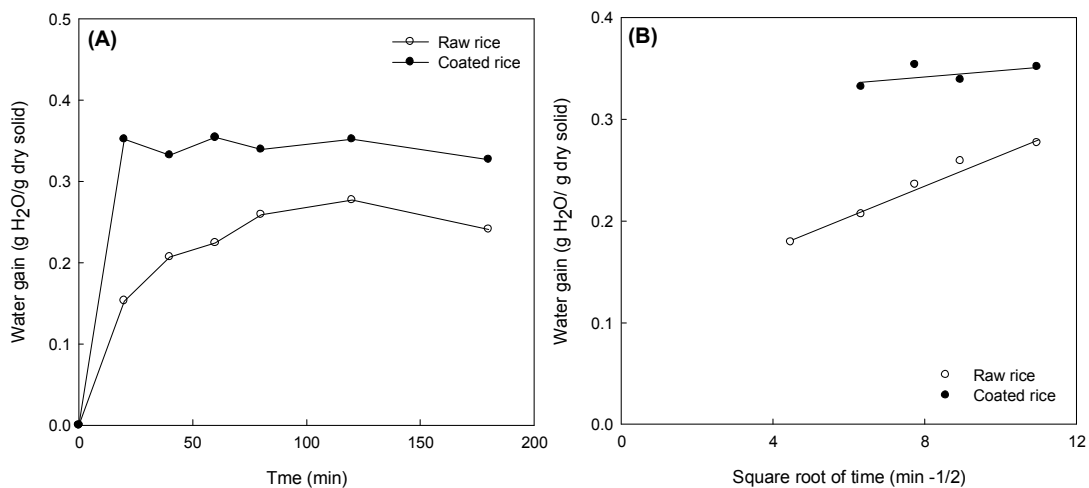 (A)
Raw rice
Coated rice
Water gain (g H2O/g dry solid)
0.5
0.4
0.3
0.2
0.1
0.0
0
50
100
150
200
Tme (min)
(B)
Water gain (g H2O/ g dry solid)
0.4
0.3
0.2
0.1
0.0
Raw rice
Coated rice
0
4
8
12
Square root of time (min -1/2)